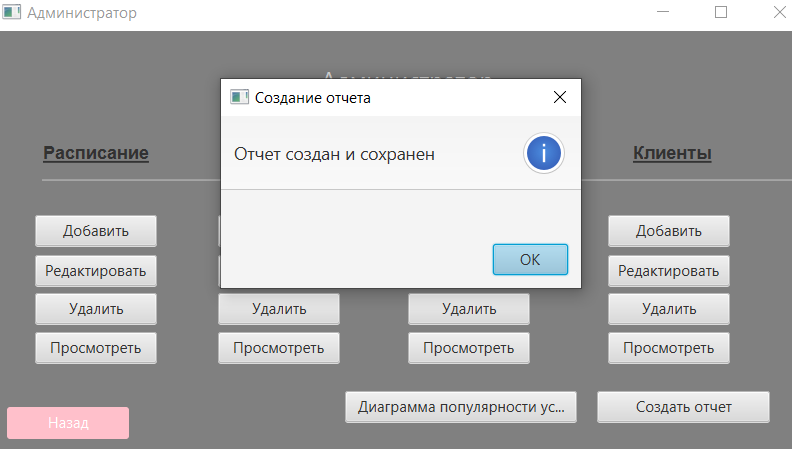 Администратор
Создание отчета
Отчет создан и сохранен
OK
Расписание
Клиенты
Добавить
Добавить
Редактировать
Редактировать
Удалить
Удалить
Удалить
Удалить
Просмотреть
Просмотреть
Просмотреть
Просмотреть
Диаграмма популярности ус...
Создать отчет
Назад